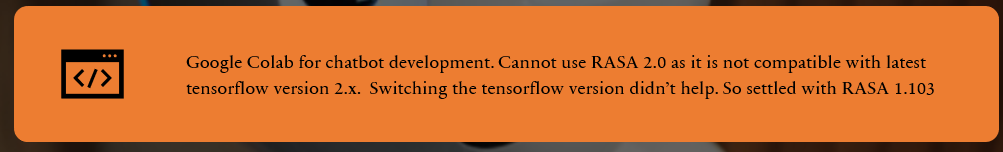 Google Colab for chatbot development. Cannot use RASA 2.0 as it is not compatible with latest
tensorflow version 2.x.  Switching the tensorflow version didn’t help. So settled with RASA 1.103